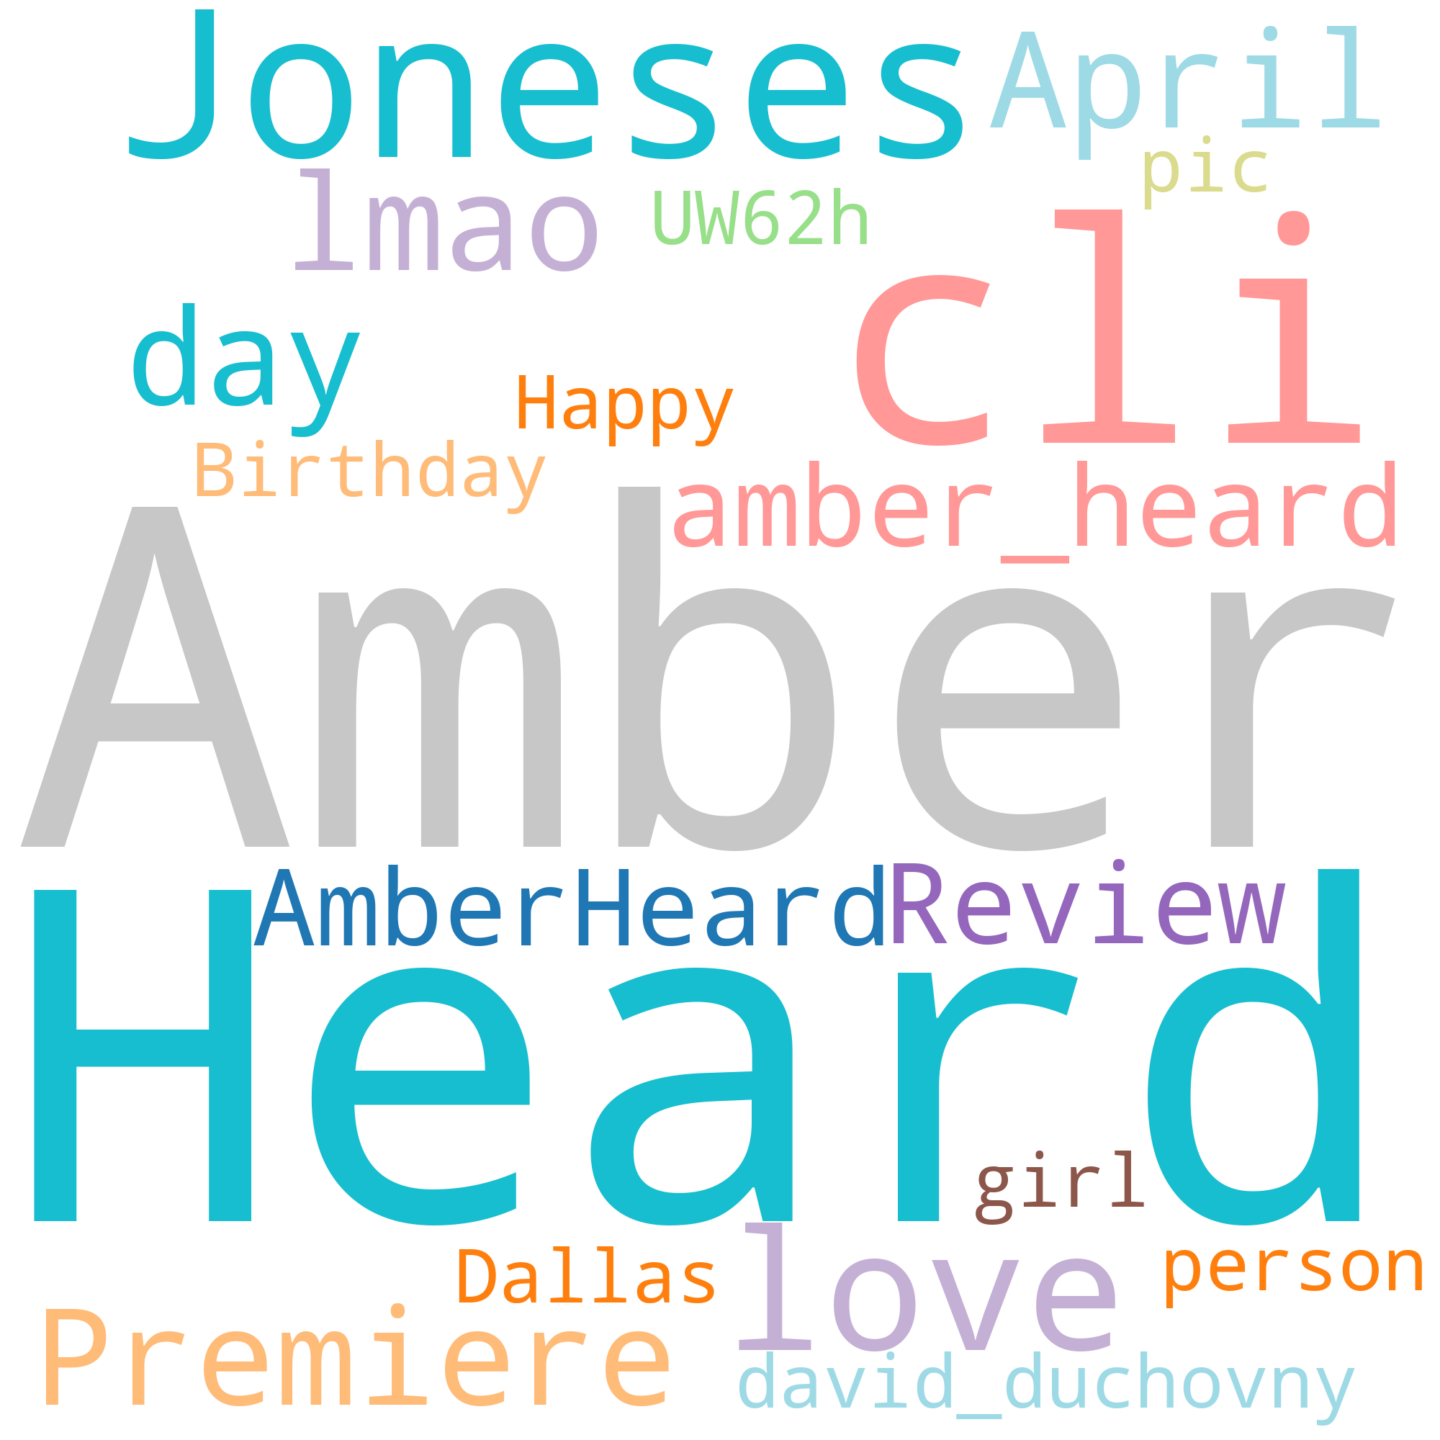 Joneses April
pic
lmao UW62h
cli
day
Happy
Birthday
amber_heard
Amber
AmberHeard Review
Heard
girl
love
Dallas person
Premiere
david_duchovny